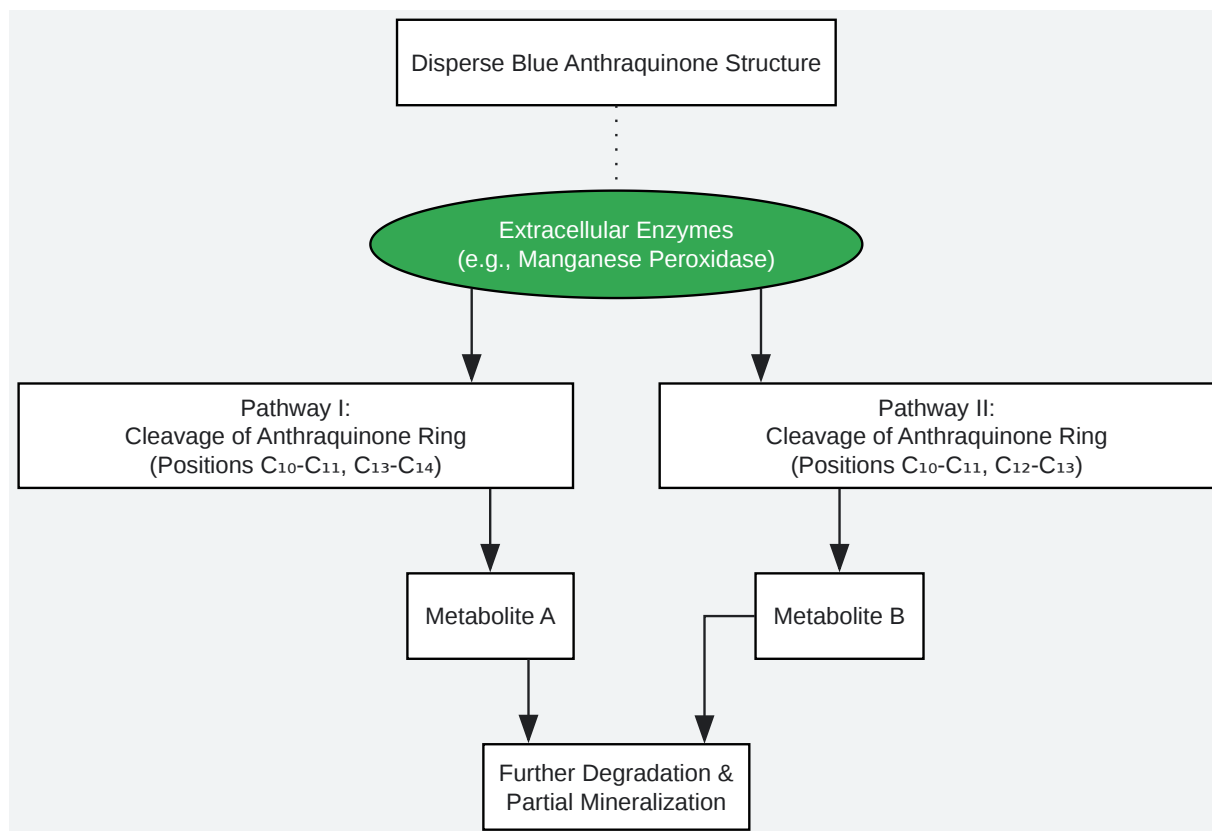 Disperse Blue Anthraquinone Structure
Extracellular Enzymes
(e.g., Manganese Peroxidase)
Pathway I:
Cleavage of Anthraquinone Ring
(Positions C₁₀-C₁₁, C₁₃-C₁₄)
Pathway II:
Cleavage of Anthraquinone Ring
(Positions C₁₀-C₁₁, C₁₂-C₁₃)
Metabolite A
Metabolite B
Further Degradation &
Partial Mineralization